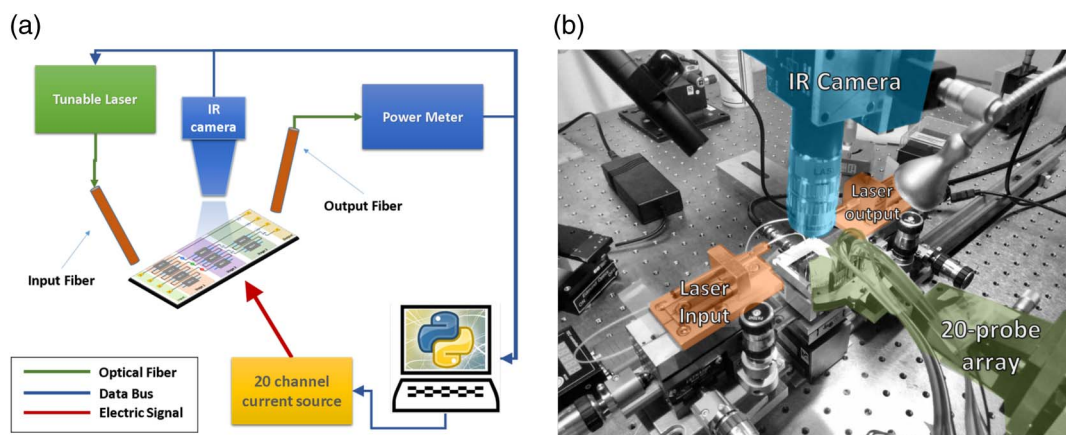 (a)
Tunable Laser
IR
camera
Power Meter
Output Fiber
Input Fiber
Optical Fiber
Data Bus
Electric Signal
20 channel
current source
(b)
IR Camera
Laser
output
Laser
Input
20-probe
array